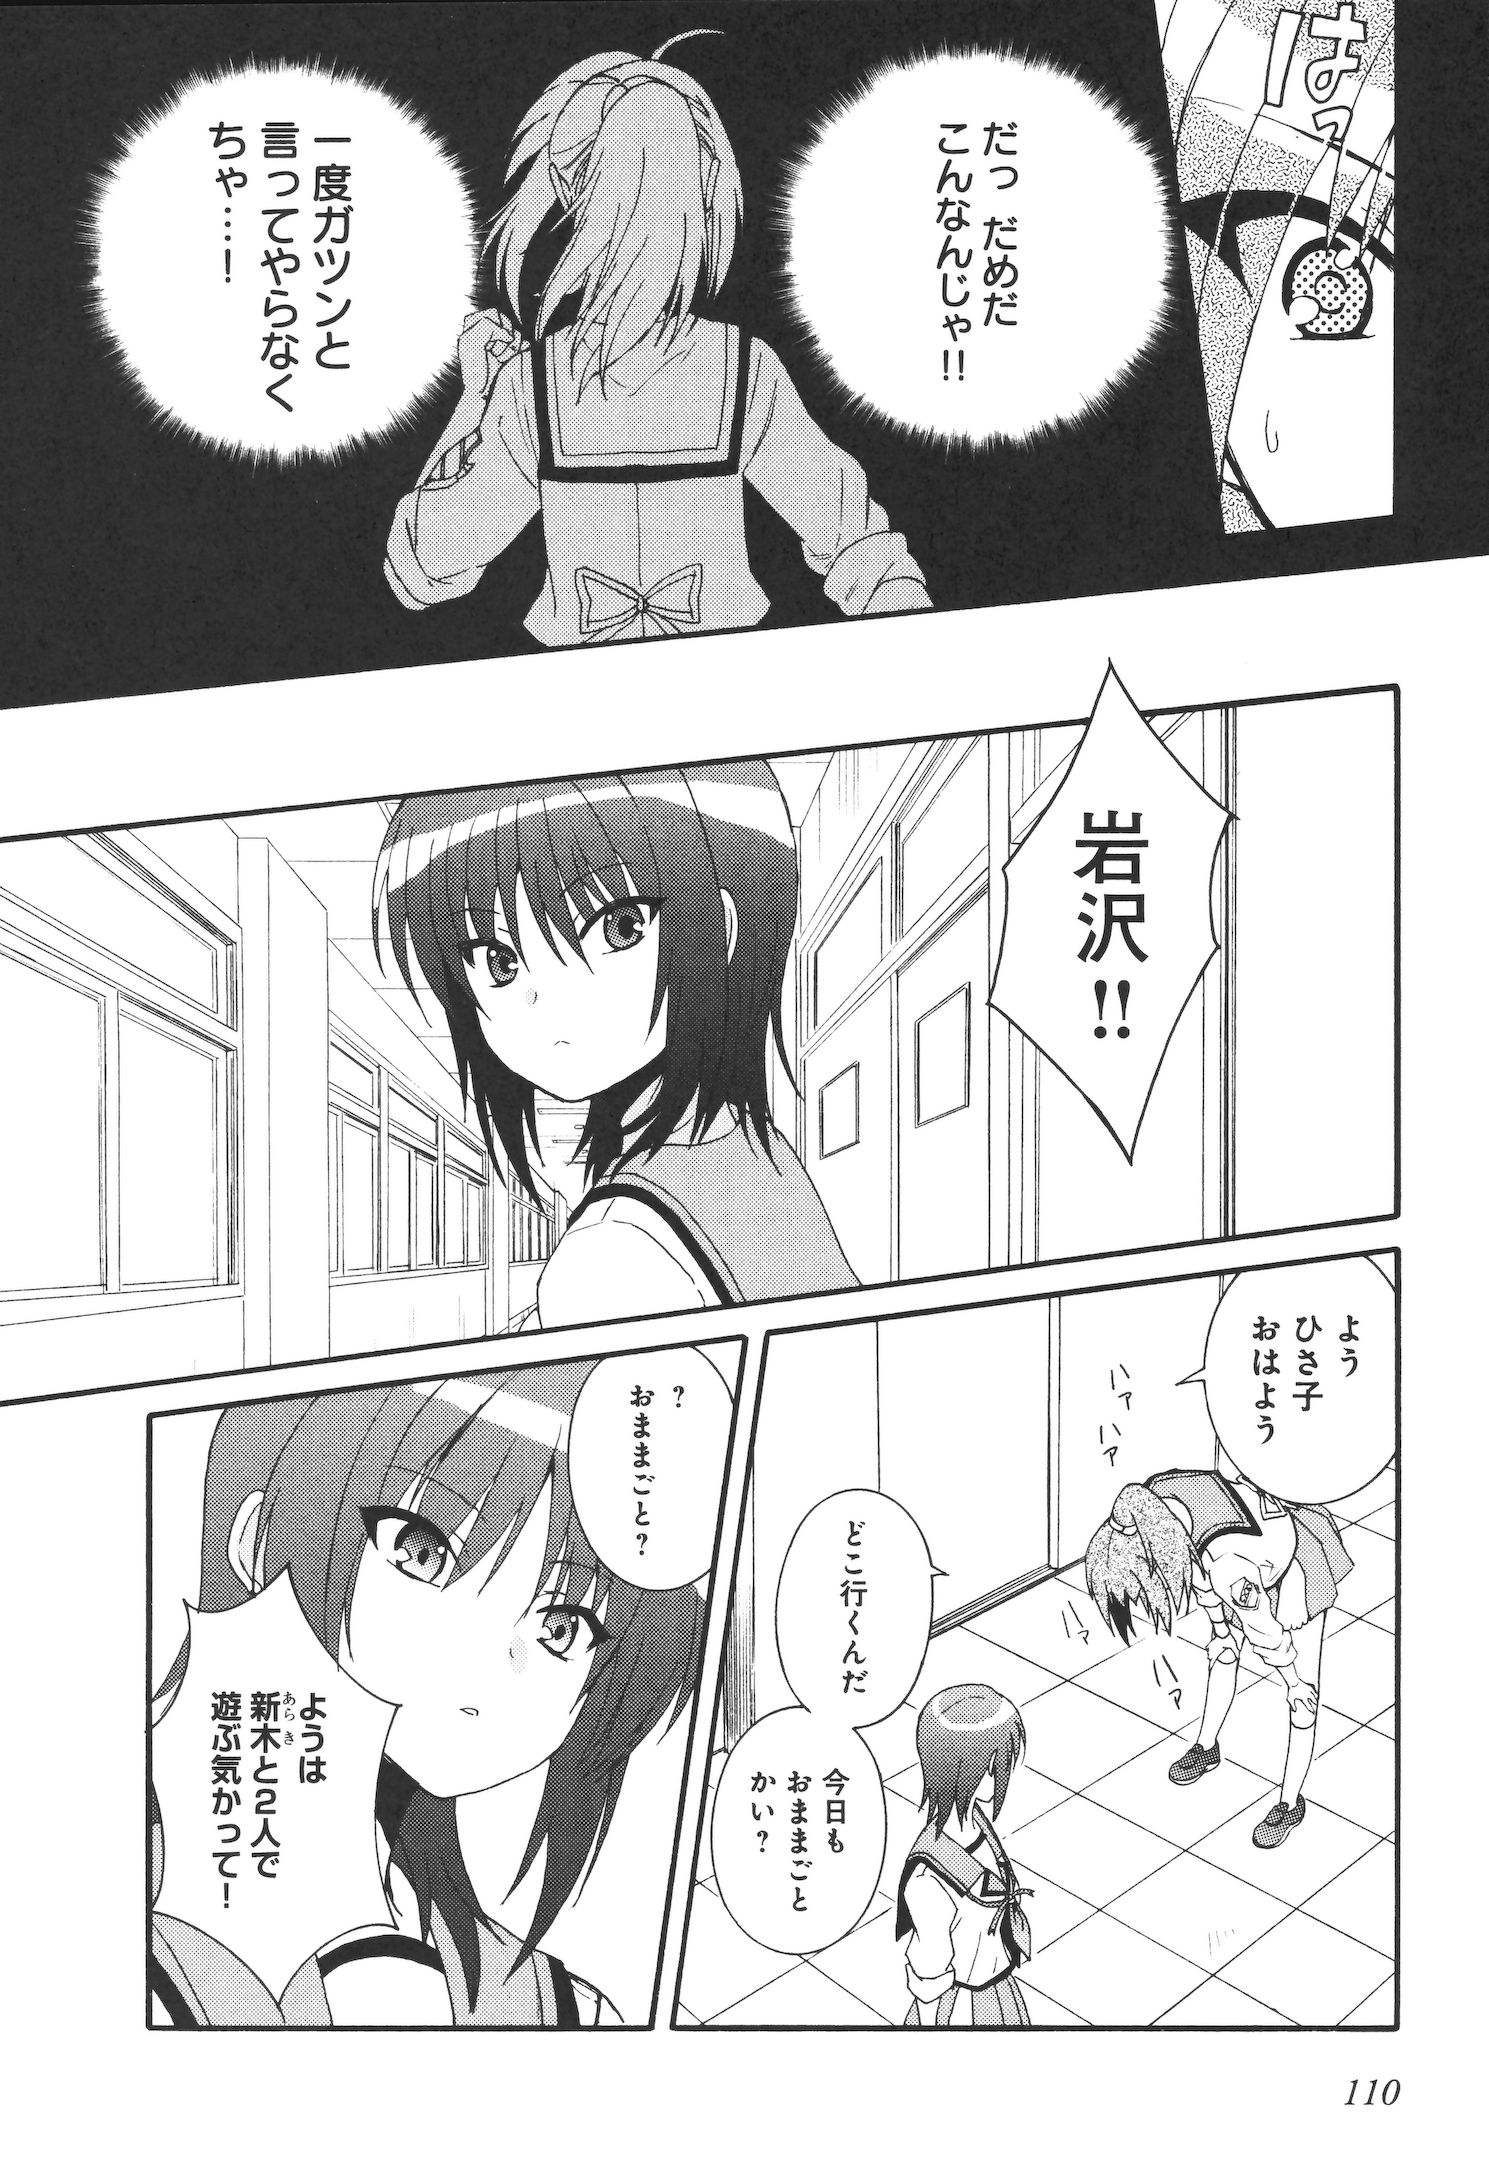 はっ
だっ だめだ
こんなんじゃ!!
一度ガツンと
言ってやらなく
ちゃ…!
岩沢!!
よう
ひさ子
おはよう
ハァ
ハァ
ハァ
ハァ
どこ行くんだ
今日も
おままごと
かい?
?
おままごと?
ようは
新木と2人で
あらき
遊ぶ気かって!
110